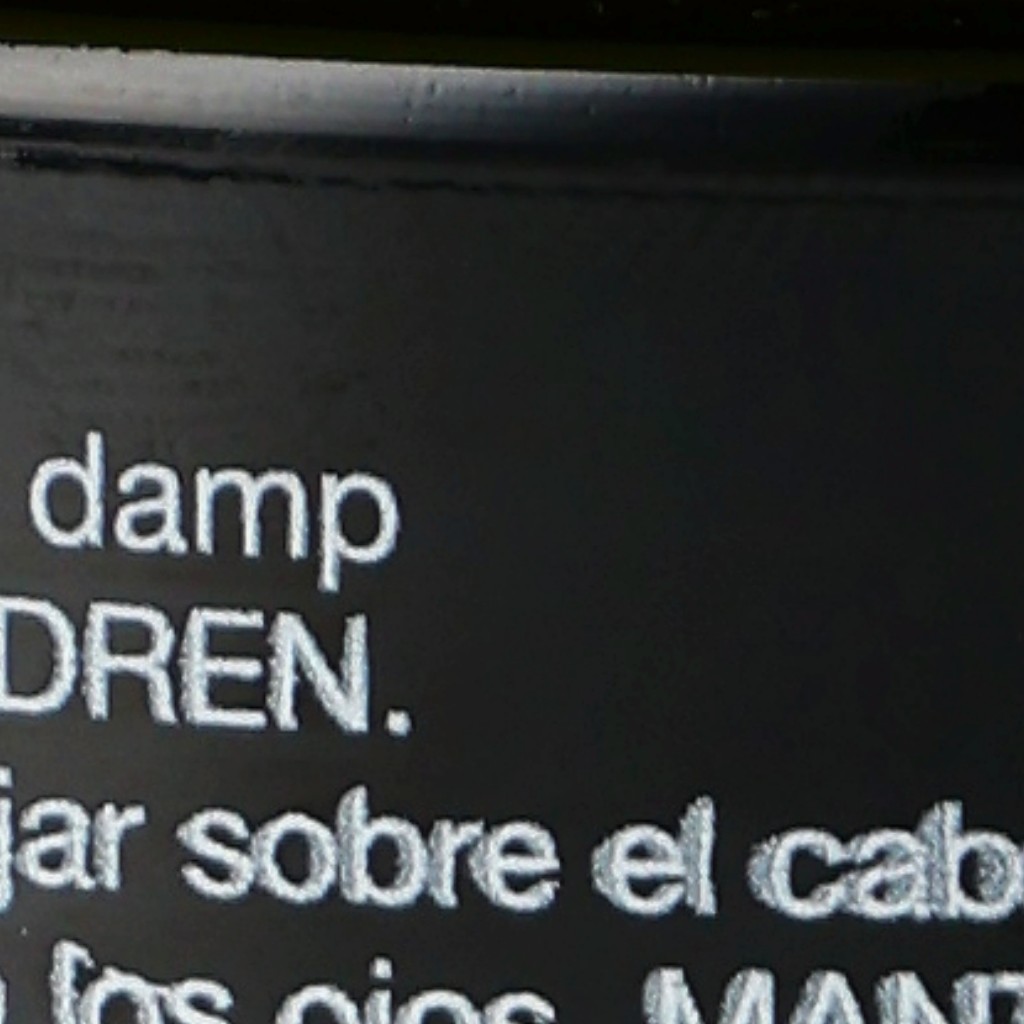 damp
DREN.
jar sobre el cab
los ojos. MAN